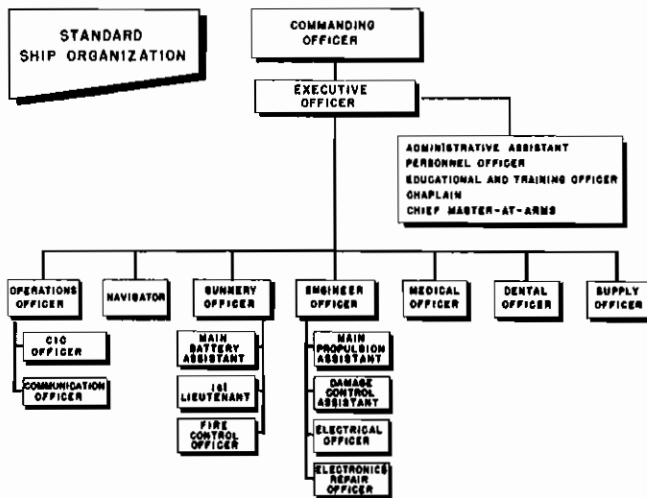 STANDARD
SHIP ORGANIZATION
COMMANDING
OFFICER
EXECUTIVE
OFFICER
ADMINISTRATIVE ASSISTANT
PERSONNEL OFFICER
EDUCATIONAL AND TRAINING OFFICER
CHAPLAIN
CHIEF MASTER-AT-ARMS
OPERATIONS
OFFICER
NAVIGATOR
GUNNERY
OFFICER
ENGINEER
OFFICER
MEDICAL
OFFICER
DENTAL
OFFICER
SUPPLY
OFFICER
CIC
OFFICER
COMMUNICATION
OFFICER
MAIN
BATTERY
ASSISTANT
1st
LIEUTENANT
FIRE
CONTROL
OFFICER
MAIN
PROPULSION
ASSISTANT
DAMAGE
CONTROL
ASSISTANT
ELECTRICAL
OFFICER
ELECTRONICS
REPAIR
OFFICER